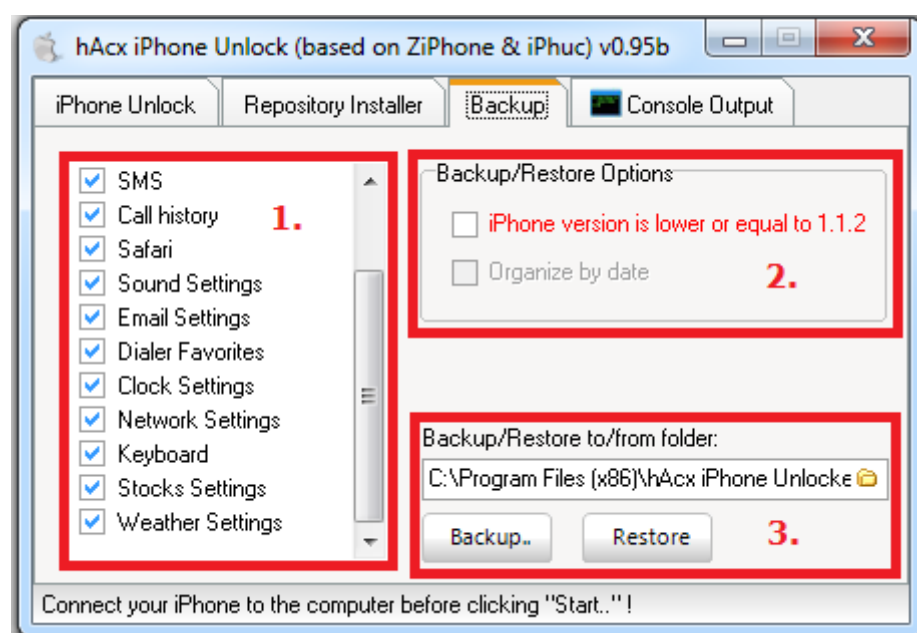 hAcx iPhone Unlock (based on ZiPhone & iPhuc) v0.95b
iPhone Unlock Repository Installer Backup Console Output
SMS
Call history
1.
Safari
Sound Settings
Email Settings
Dialer Favorites
Clock Settings
Network Settings
Keyboard
Stocks Settings
Weather Settings
Backup/Restore Options
iPhone version is lower or equal to 1.1.2
Organize by date
2.
Backup/Restore to/from folder:
C:\Program Files (x86)\hAcx iPhone Unlocke
Backup.. Restore
3.
Connect your iPhone to the computer before clicking "Start.." !